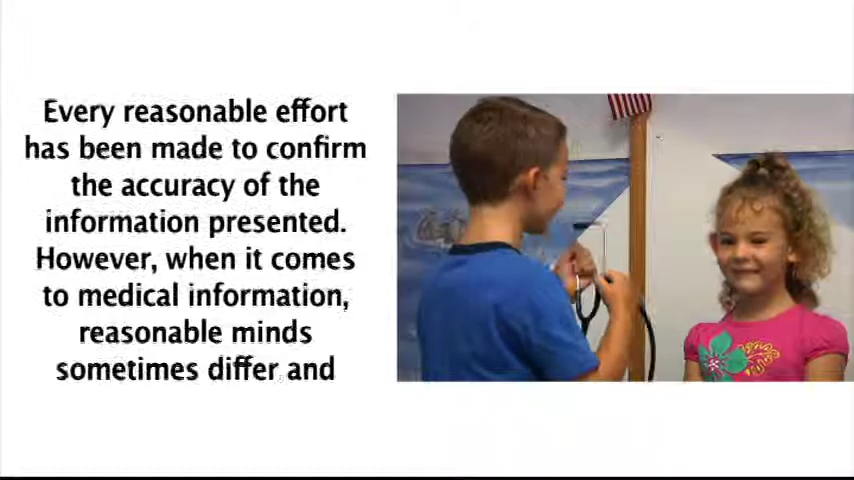 Every reasonable effort
has been made to confirm
the accuracy of the
information presented.
However, when it comes
to medical information,
reasonable minds
sometimes differ and